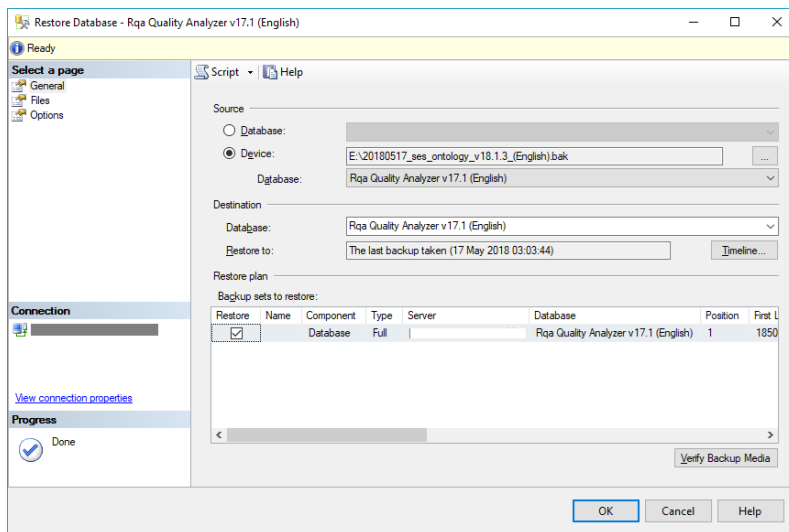 Restore Database - Rqa Quality Analyzer v17.1 (English)
Ready
Select a page
General
Files
Options
Script
Help
Source
Database:
Device:
E:\20180517_ses_ontology_v18.1.3_(English).bak
...
Database:
Rqa Quality Analyzer v17.1 (English)
Destination
Database:
Rqa Quality Analyzer v17.1 (English)
Restore to:
The last backup taken (17 May 2018 03:03:44)
Timeline...
Restore plan
Backup sets to restore:
Restore Name Component Type Server Database Position First L
Database Full Rqa Quality Analyzer v17.1 (English) 1 1850
Connection
View connection properties
Progress
Done
Verify Backup Media
OK Cancel Help